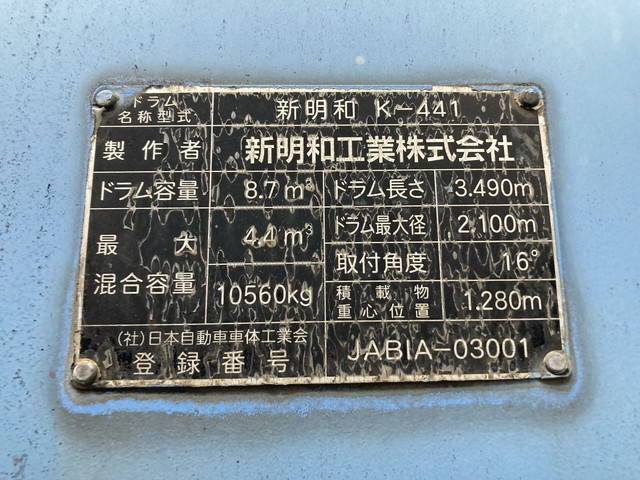 ドラム
名称型式 新明和 K-441
製作者 新明和工業株式会社
ドラム容量 8.7m³ ドラム長さ 3.490m
最大混合容量 4.4m³ ドラム最大径 2.100m
10560kg 取付角度 16°
積載物重心位置 1.280m
(社)日本自動車車体工業会
登録番号 JABIA-03001